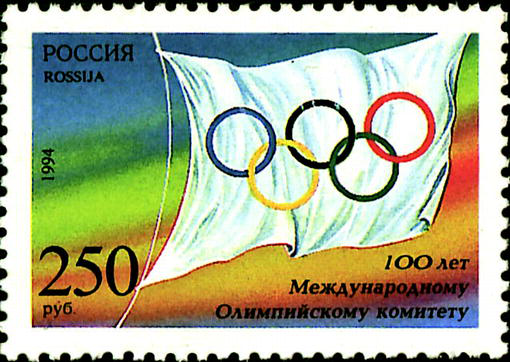 РОССИЯ
ROSSIJA
1994
250
руб.
100 лет
Международному
Олимпийскому комитету